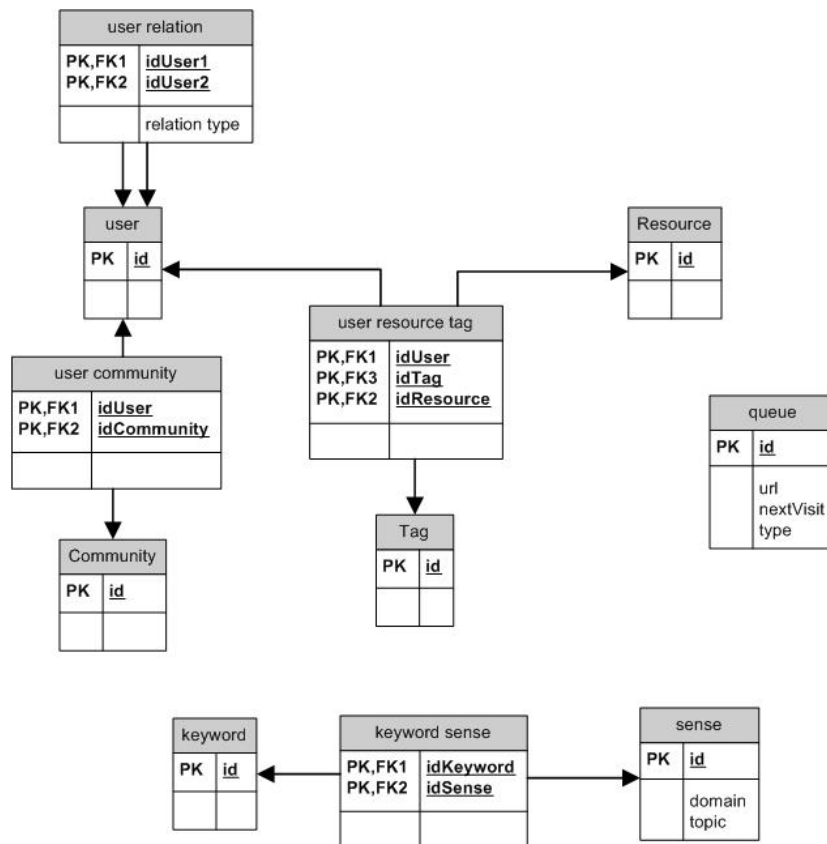 user relation
PK,FK1 idUser1
PK,FK2 idUser2
relation type
user
PK id
Resource
PK id
user resource tag
PK,FK1 idUser
PK,FK3 idTag
PK,FK2 idResource
user community
PK,FK1 idUser
PK,FK2 idCommunity
queue
PK id
url
nextVisit
type
Community
PK id
Tag
PK id
keyword
PK id
keyword sense
PK,FK1 idKeyword
PK,FK2 idSense
sense
PK id
domain
topic